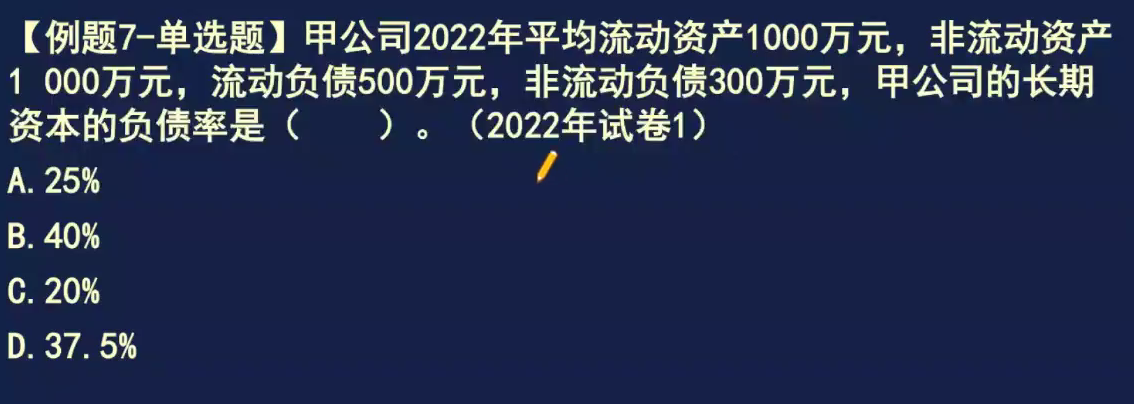 【例题7-单选题】甲公司2022年平均流动资产1000万元，非流动资产
1 000万元，流动负债500万元，非流动负债300万元，甲公司的长期
资本的负债率是（　　）。（2022年试卷1）
A. 25%
B. 40%
C. 20%
D. 37. 5%